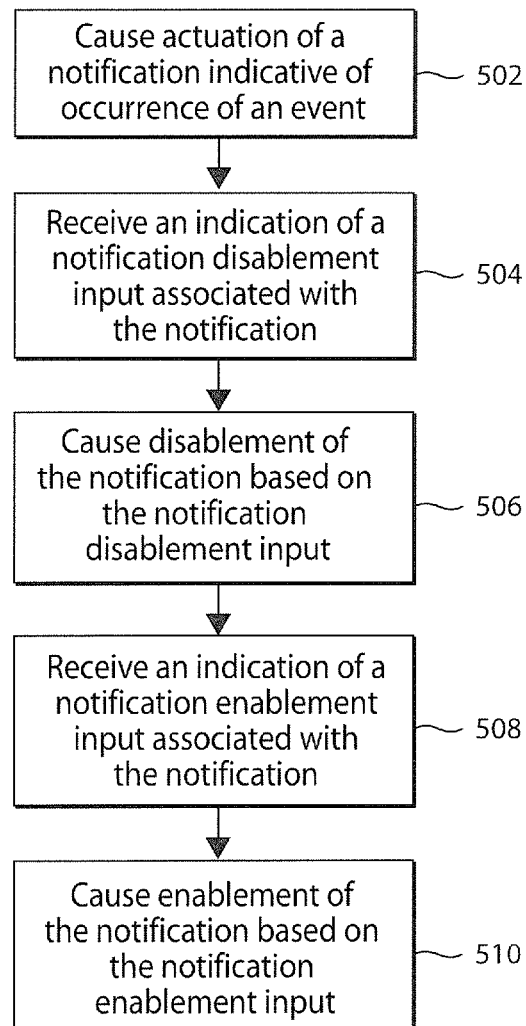 Cause actuation of a
notification indicative of
occurrence of an event
502
Receive an indication of a
notification disablement
input associated with
the notification
504
Cause disablement of
the notification based on
the notification
disablement input
506
Receive an indication of a
notification enablement
input associated with
the notification
508
Cause enablement of
the notification based on
the notification
enablement input
510